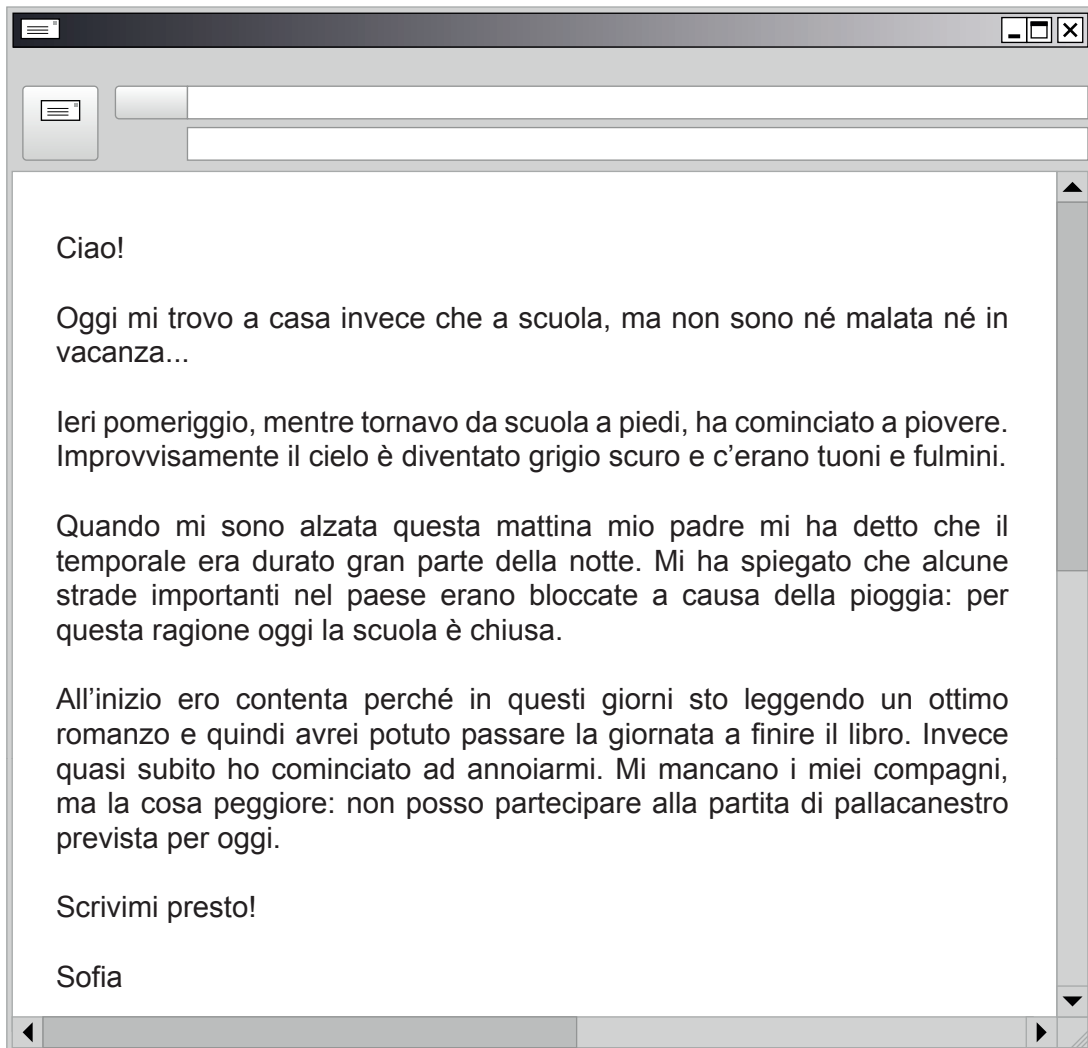 Ciao!
Oggi mi trovo a casa invece che a scuola, ma non sono né malata né in
vacanza...
Ieri pomeriggio, mentre tornavo da scuola a piedi, ha cominciato a piovere.
Improvvisamente il cielo è diventato grigio scuro e c’erano tuoni e fulmini.
Quando mi sono alzata questa mattina mio padre mi ha detto che il
temporale era durato gran parte della notte. Mi ha spiegato che alcune
strade importanti nel paese erano bloccate a causa della pioggia: per
questa ragione oggi la scuola è chiusa.
All’inizio ero contenta perché in questi giorni sto leggendo un ottimo
romanzo e quindi avrei potuto passare la giornata a finire il libro. Invece
quasi subito ho cominciato ad annoiarmi. Mi mancano i miei compagni,
ma la cosa peggiore: non posso partecipare alla partita di pallacanestro
prevista per oggi.
Scrivimi presto!
Sofia